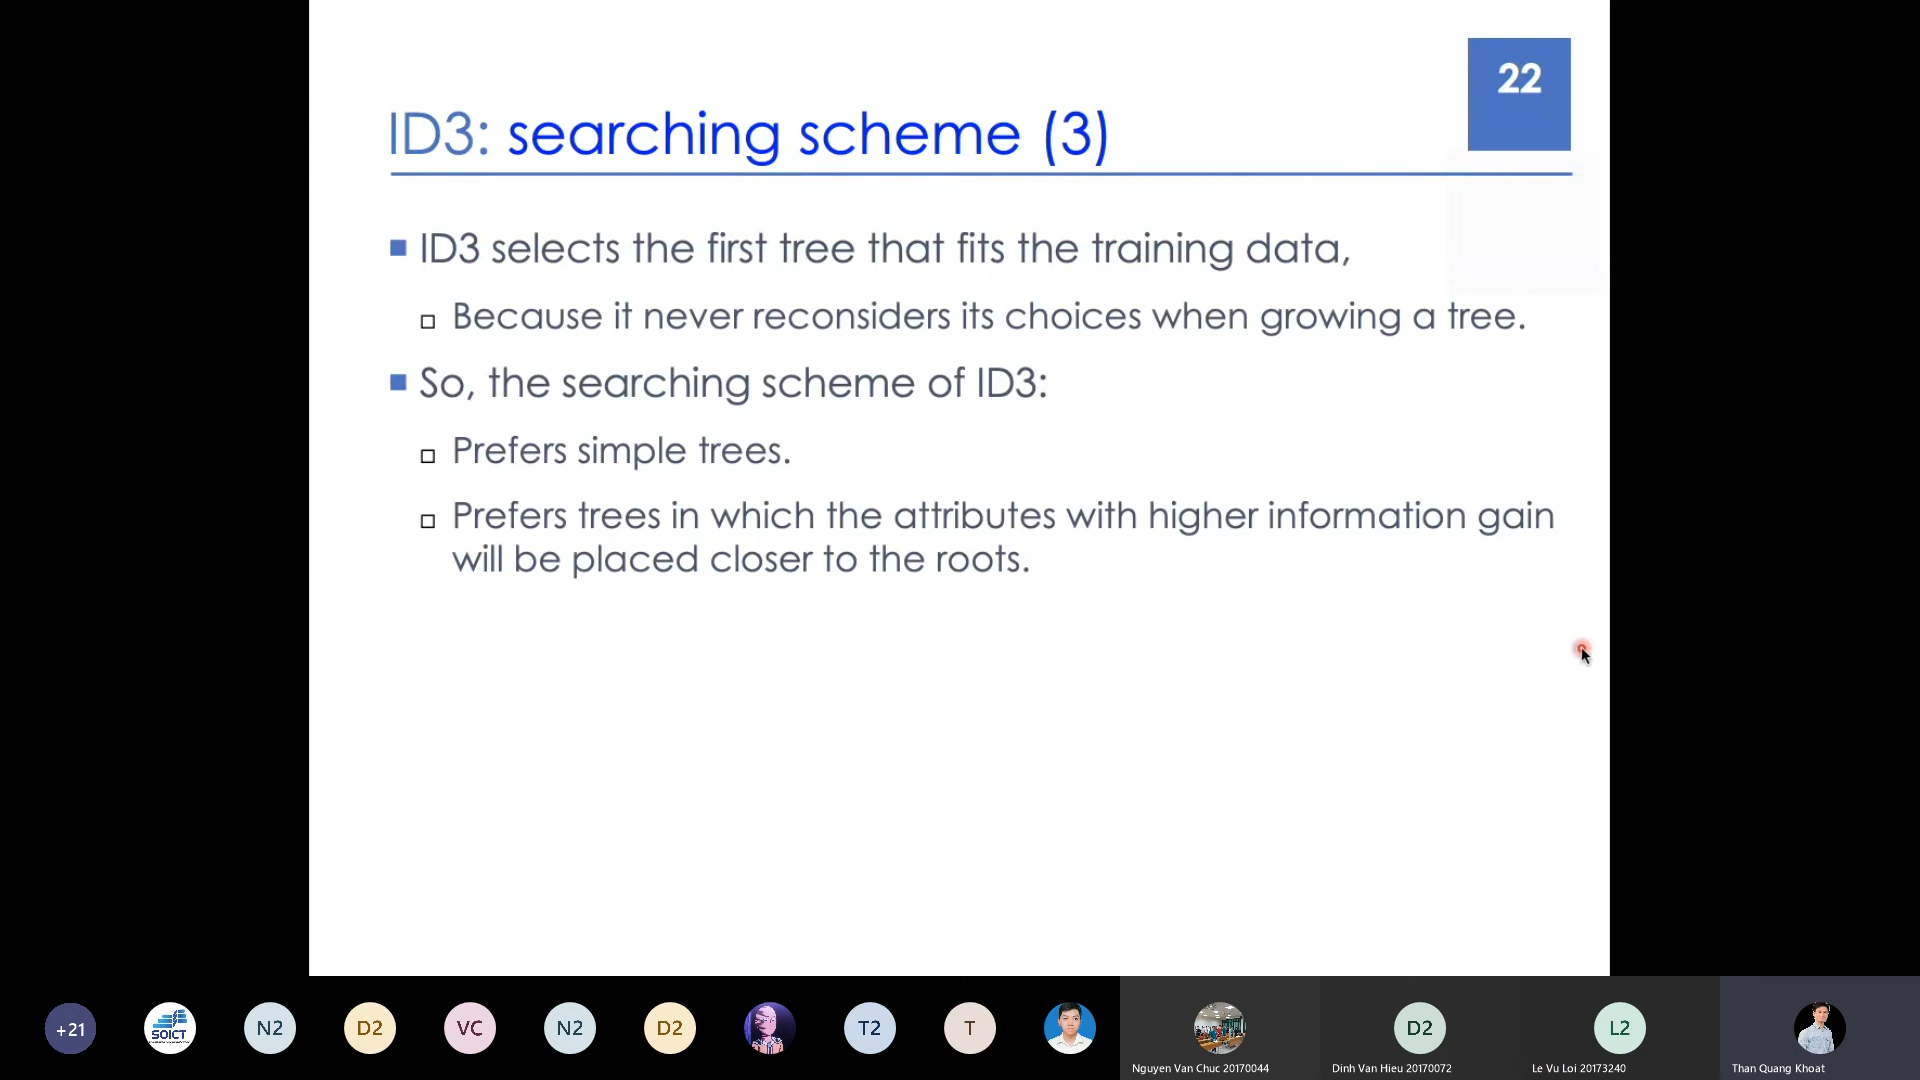 22
ID3: searching scheme (3)
ID3 selects the first tree that fits the training data,
Because it never reconsiders its choices when growing a tree.
So, the searching scheme of ID3:
Prefers simple trees.
Prefers trees in which the attributes with higher information gain
will be placed closer to the roots.
+21
SOICT
N2
D2
VC
N2
D2
T2
T
D2
L2
Nguyen Van Chuc 20170044
Dinh Van Hieu 20170072
Le Vu Loi 20173240
Than Quang Khoat